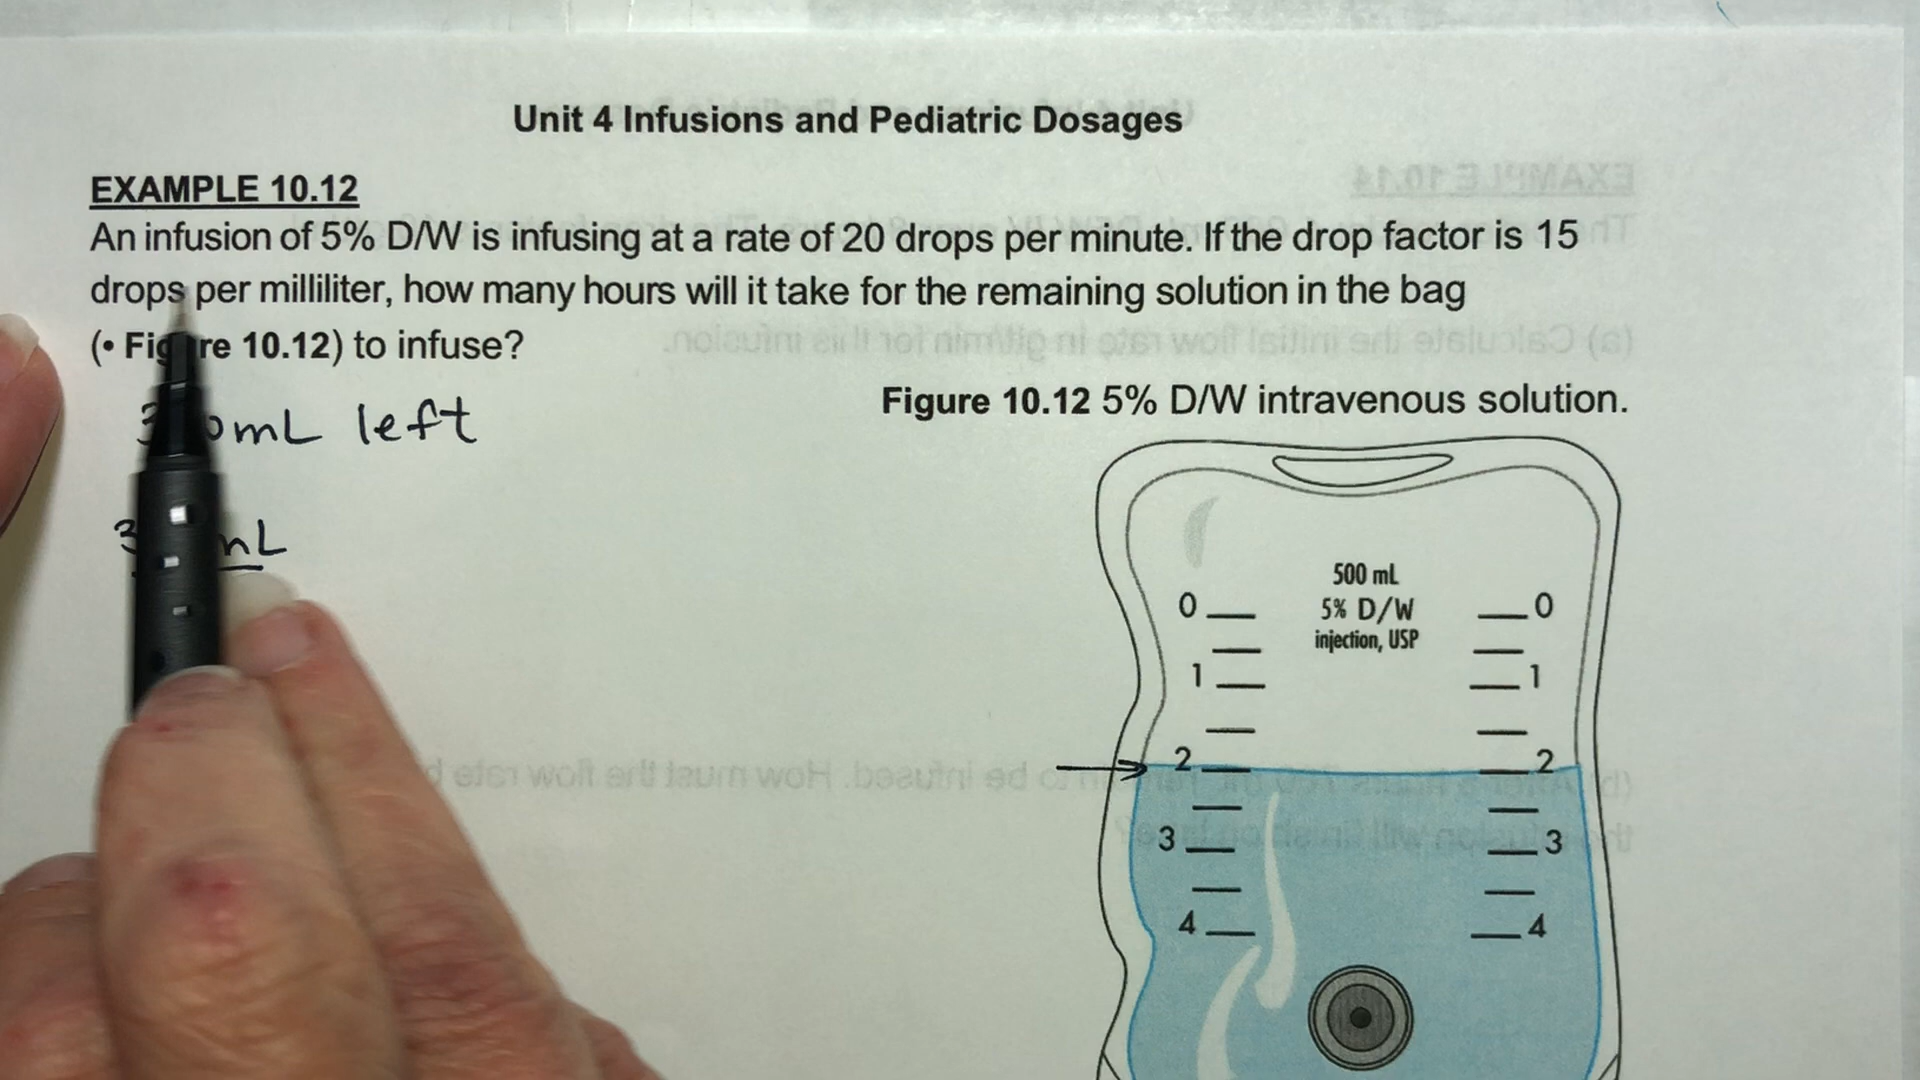 Unit 4 Infusions and Pediatric Dosages
EXAMPLE 10.12
An infusion of 5% D/W is infusing at a rate of 20 drops per minute. If the drop factor is 15
drops per milliliter, how many hours will it take for the remaining solution in the bag
(• Figure 10.12) to infuse?
mL left
Figure 10.12 5% D/W intravenous solution.
mL
500 mL
5% D/W
injection, USP
0 0
1 1
2 2
3 3
4 4